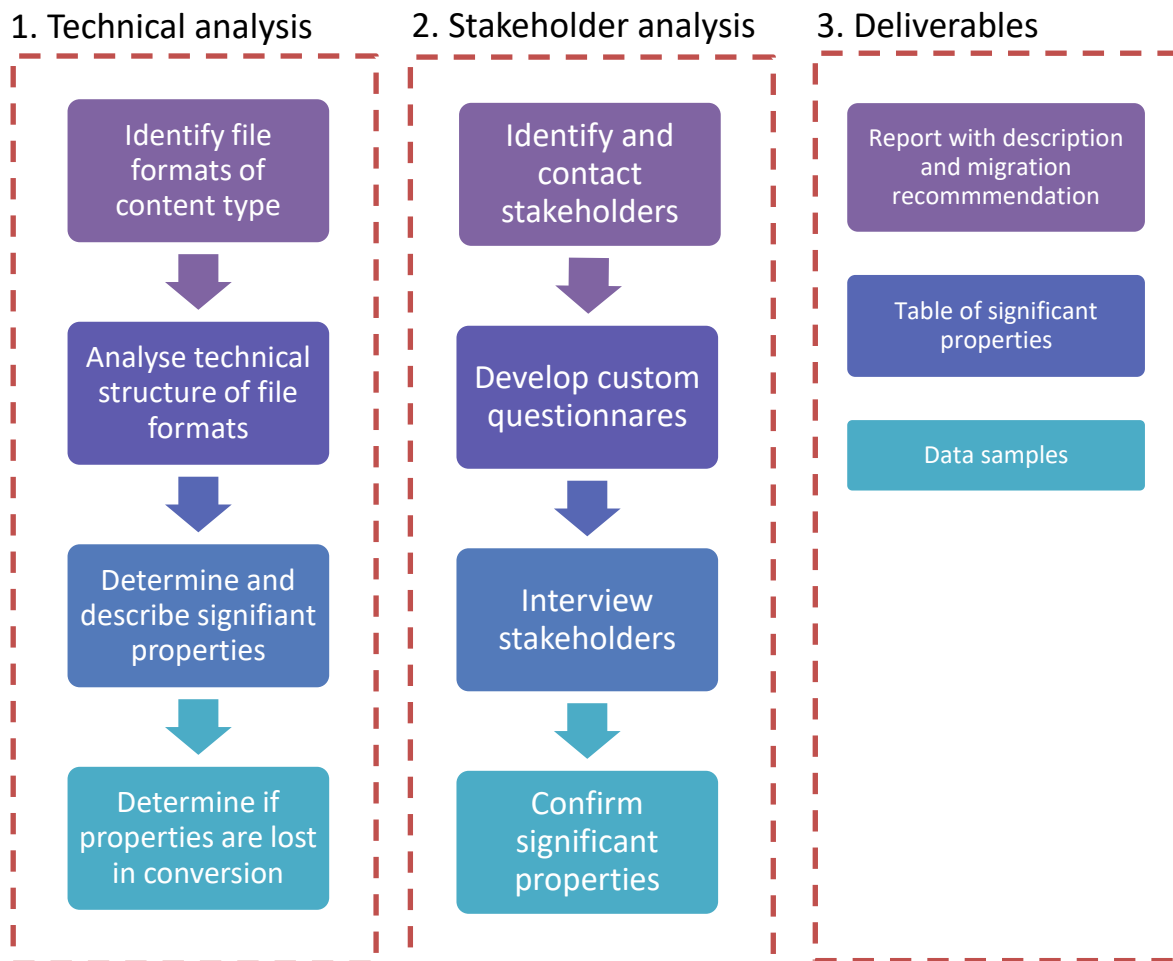 1. Technical analysis
Identify file
formats of
content type
Analyse technical
structure of file
formats
Determine and
describe signifiant
properties
Determine if
properties are lost
in conversion
2. Stakeholder analysis
Identify and
contact
stakeholders
Develop custom
questionnares
Interview
stakeholders
Confirm
significant
properties
3. Deliverables
Report with description
and migration
recommmendation
Table of significant
properties
Data samples